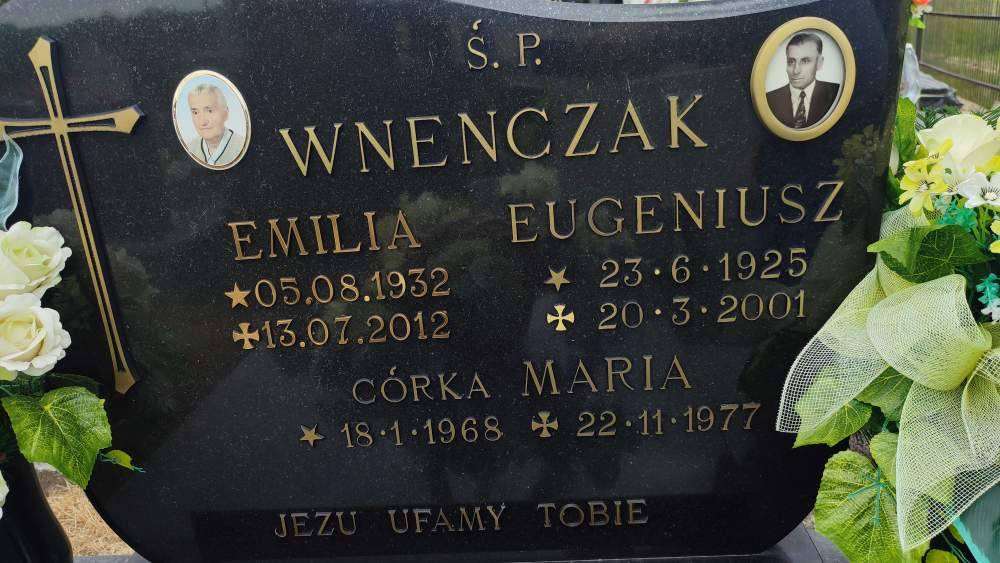 Ś. P.
WNENCZAK
EMILIA EUGENIUSZ
05.08.1932 23·6·1925
13.07.2012 20·3·2001
CÓRKA MARIA
18·1·1968 22·11·1977
JEZU UFAMY TOBIE